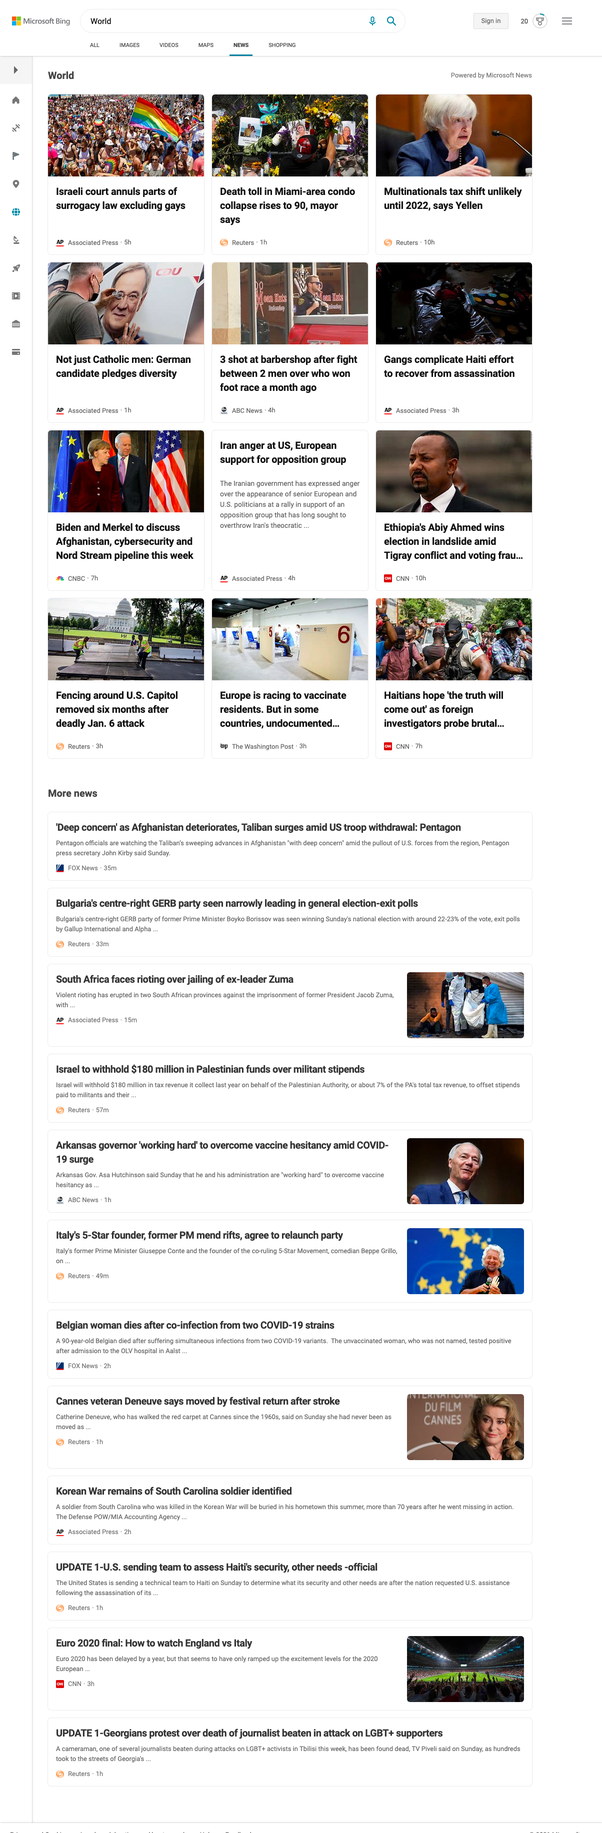 Microsoft Bing
World
Sign in
20
ALL
IMAGES
VIDEOS
MAPS
NEWS
SHOPPING
World
Powered by Microsoft News
Israeli court annuls parts of
surrogacy law excluding gays
AP Associated Press · 5h
Death toll in Miami-area condo
collapse rises to 90, mayor
says
Reuters · 1h
Multinationals tax shift unlikely
until 2022, says Yellen
Reuters · 10h
CDU
Not just Catholic men: German
candidate pledges diversity
AP Associated Press · 1h
3 shot at barbershop after fight
between 2 men over who won
foot race a month ago
ABC News · 4h
Gangs complicate Haiti effort
to recover from assassination
AP Associated Press · 3h
Biden and Merkel to discuss
Afghanistan, cybersecurity and
Nord Stream pipeline this week
CNBC · 7h
Iran anger at US, European
support for opposition group
The Iranian government has expressed anger
over the appearance of senior European and
U.S. politicians at a rally in support of an
opposition group that has long sought to
overthrow Iran's theocratic ...
AP Associated Press · 4h
Ethiopia's Abiy Ahmed wins
election in landslide amid
Tigray conflict and voting frau...
CNN · 10h
Fencing around U.S. Capitol
removed six months after
deadly Jan. 6 attack
Reuters · 3h
5
6
Europe is racing to vaccinate
residents. But in some
countries, undocumented...
wp The Washington Post · 3h
Haitians hope 'the truth will
come out' as foreign
investigators probe brutal...
CNN · 7h
More news
'Deep concern' as Afghanistan deteriorates, Taliban surges amid US troop withdrawal: Pentagon
Pentagon officials are watching the Taliban's sweeping advances in Afghanistan "with deep concern" amid the pullout of U.S. forces from the region, Pentagon
press secretary John Kirby said Sunday.
FOX News · 35m
Bulgaria's centre-right GERB party seen narrowly leading in general election-exit polls
Bulgaria's centre-right GERB party of former Prime Minister Boyko Borissov was seen winning Sunday's national election with around 22-23% of the vote, exit polls
by Gallup International and Alpha ...
Reuters · 33m
South Africa faces rioting over jailing of ex-leader Zuma
Violent rioting has erupted in two South African provinces against the imprisonment of former President Jacob Zuma,
with ...
AP Associated Press · 15m
Israel to withhold $180 million in Palestinian funds over militant stipends
Israel will withhold $180 million in tax revenue it collect last year on behalf of the Palestinian Authority, or about 7% of the PA's total tax revenue, to offset stipends
paid to militants and their ...
Reuters · 57m
Arkansas governor 'working hard' to overcome vaccine hesitancy amid COVID-
19 surge
Arkansas Gov. Asa Hutchinson said Sunday that he and his administration are "working hard" to overcome vaccine
hesitancy as ...
ABC News · 1h
Italy's 5-Star founder, former PM mend rifts, agree to relaunch party
Italy's former Prime Minister Giuseppe Conte and the founder of the co-ruling 5-Star Movement, comedian Beppe Grillo,
on ...
Reuters · 49m
Belgian woman dies after co-infection from two COVID-19 strains
A 90-year-old Belgian died after suffering simultaneous infections from two COVID-19 variants. The unvaccinated woman, who was not named, tested positive
after admission to the OLV hospital in Aalst ...
FOX News · 2h
Cannes veteran Deneuve says moved by festival return after stroke
Catherine Deneuve, who has walked the red carpet at Cannes since the 1960s, said on Sunday she had never been as
moved as ...
Reuters · 1h
DU FILM
CANNES
Korean War remains of South Carolina soldier identified
A soldier from South Carolina who was killed in the Korean War will be buried in his hometown this summer, more than 70 years after he went missing in action.
The Defense POW/MIA Accounting Agency ...
AP Associated Press · 2h
UPDATE 1-U.S. sending team to assess Haiti's security, other needs -official
The United States is sending a technical team to Haiti on Sunday to determine what its security and other needs are after the nation requested U.S. assistance
following the assassination of its ...
Reuters · 1h
Euro 2020 final: How to watch England vs Italy
Euro 2020 has been delayed by a year, but that seems to have only ramped up the excitement levels for the 2020
European ...
CNN · 3h
UPDATE 1-Georgians protest over death of journalist beaten in attack on LGBT+ supporters
A cameraman, one of several journalists beaten during attacks on LGBT+ activists in Tbilisi this week, has been found dead, TV Pirveli said on Sunday, as hundreds
took to the streets of Georgia's ...
Reuters · 1h